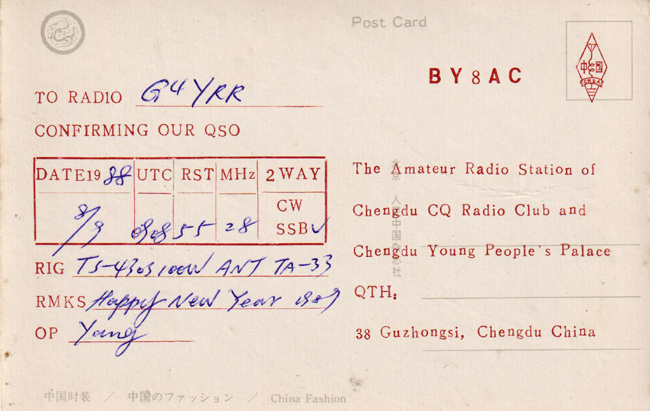 Post Card
BY8AC
中国
TO RADIO G4YRR
CONFIRMING OUR QSO
DATE 1988 UTC RST MHz 2 WAY
CW
8/9 0908 55 28 SSB ✓
RIG TS-430S 100W ANT TA-33
RMKS Happy New Year 1989
OP Yang
The Amateur Radio Station of
Chengdu CQ Radio Club and
Chengdu Young People's Palace
QTH:
38 Guzhongsi, Chengdu China
中国时装 / 中国のファッション / China Fashion